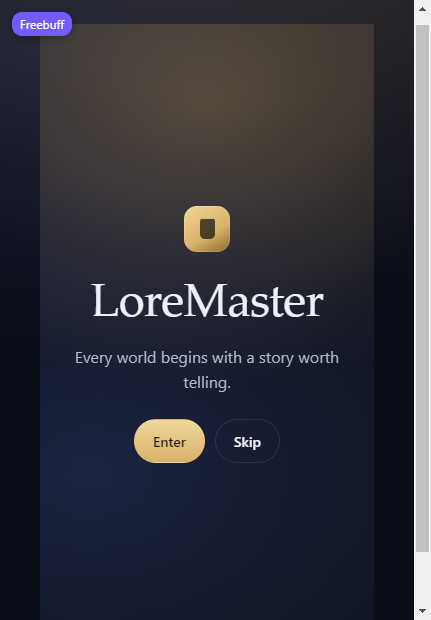 Freebuff
LoreMaster
Every world begins with a story worth
telling.
Enter
Skip